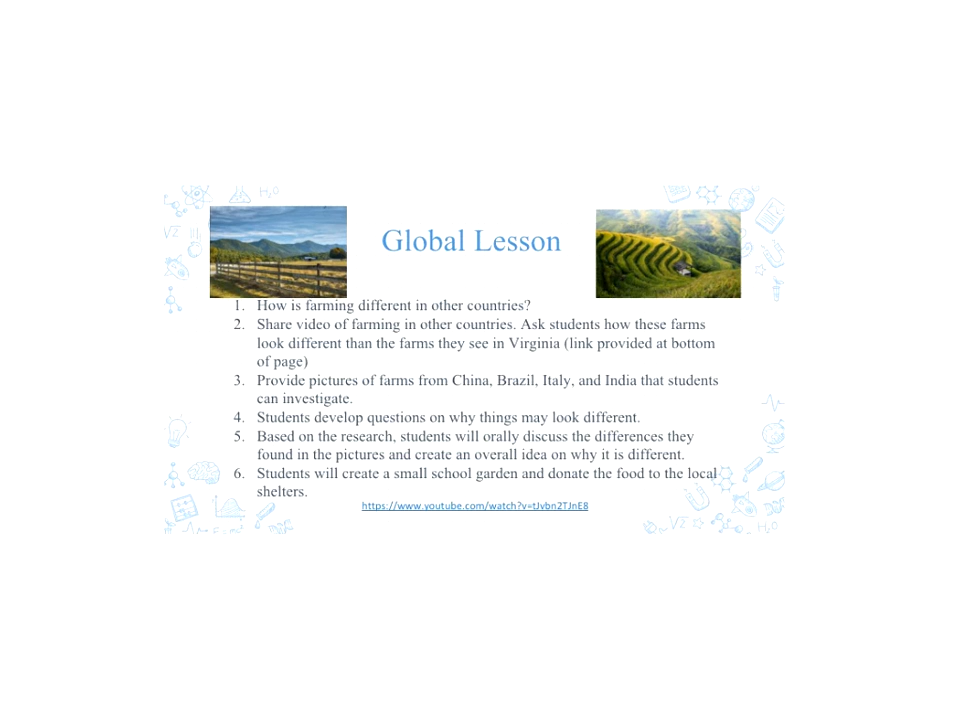 H₂O
√Σ
Global Lesson
1. How is farming different in other countries?
2. Share video of farming in other countries. Ask students how these farms
look different than the farms they see in Virginia (link provided at bottom
of page)
3. Provide pictures of farms from China, Brazil, Italy, and India that students
can investigate.
4. Students develop questions on why things may look different.
5. Based on the research, students will orally discuss the differences they
found in the pictures and create an overall idea on why it is different.
6. Students will create a small school garden and donate the food to the local
shelters.
https://www.youtube.com/watch?v=tJvbn2TJnE8
√Σ
H₂O